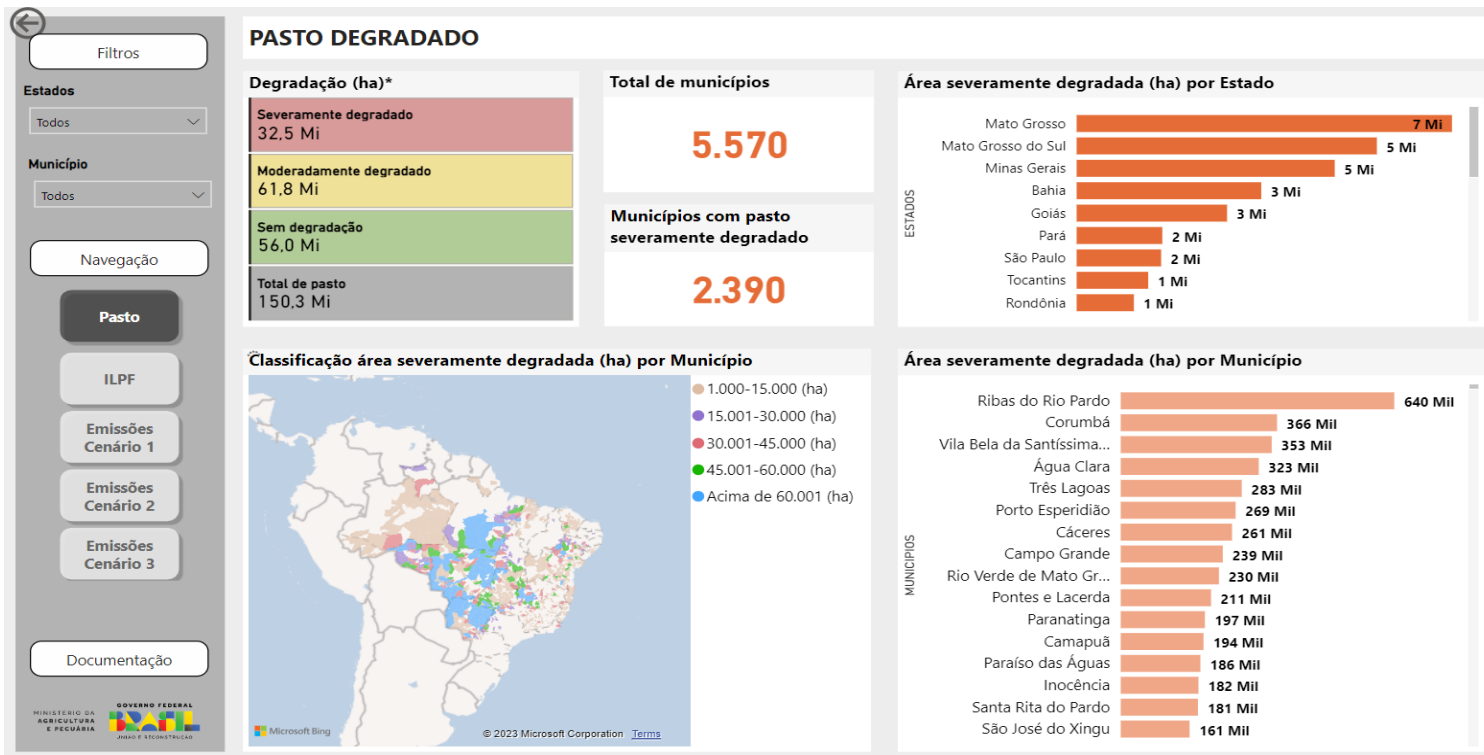 Filtros
Estados
Todos
Município
Todos
Navegação
Pasto
ILPF
Emissões
Cenário 1
Emissões
Cenário 2
Emissões
Cenário 3
Documentação
MINISTÉRIO DA
AGRICULTURA
E PECUÁRIA
GOVERNO FEDERAL
BRASIL
UNIÃO E RECONSTRUÇÃO
PASTO DEGRADADO
Degradação (ha)*
Severamente degradado
32,5 Mi
Moderadamente degradado
61,8 Mi
Sem degradação
56,0 Mi
Total de pasto
150,3 Mi
Total de municípios
5.570
Municípios com pasto
severamente degradado
2.390
Área severamente degradada (ha) por Estado
ESTADOS
Mato Grosso 7 Mi
Mato Grosso do Sul 5 Mi
Minas Gerais 5 Mi
Bahia 3 Mi
Goiás 3 Mi
Pará 2 Mi
São Paulo 2 Mi
Tocantins 1 Mi
Rondônia 1 Mi
Classificação área severamente degradada (ha) por Município
1.000-15.000 (ha)
15.001-30.000 (ha)
30.001-45.000 (ha)
45.001-60.000 (ha)
Acima de 60.001 (ha)
Microsoft Bing
© 2023 Microsoft Corporation Terms
Área severamente degradada (ha) por Município
MUNICIPIOS
Ribas do Rio Pardo 640 Mil
Corumbá 366 Mil
Vila Bela da Santíssima... 353 Mil
Água Clara 323 Mil
Três Lagoas 283 Mil
Porto Esperidião 269 Mil
Cáceres 261 Mil
Campo Grande 239 Mil
Rio Verde de Mato Gr... 230 Mil
Pontes e Lacerda 211 Mil
Paranatinga 197 Mil
Camapuã 194 Mil
Paraíso das Águas 186 Mil
Inocência 182 Mil
Santa Rita do Pardo 181 Mil
São José do Xingu 161 Mil